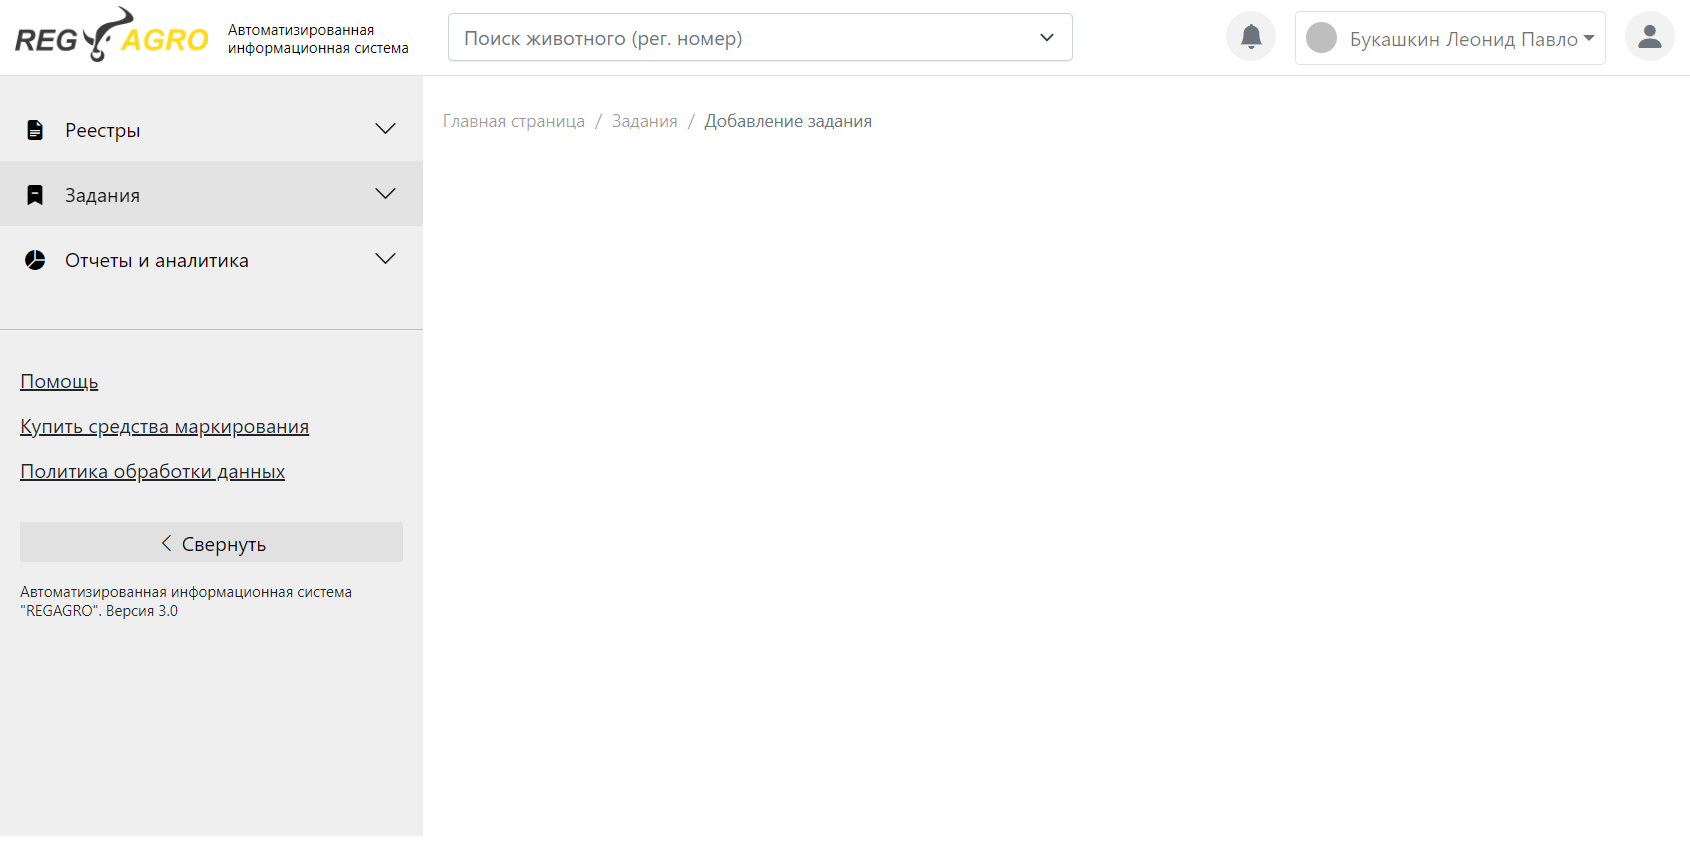 REG AGRO
Автоматизированная
информационная система
Поиск животного (рег. номер)
Букашкин Леонид Павло
Реестры
Задания
Отчеты и аналитика
Помощь
Купить средства маркирования
Политика обработки данных
Свернуть
Автоматизированная информационная система
"REGAGRO". Версия 3.0
Главная страница / Задания / Добавление задания